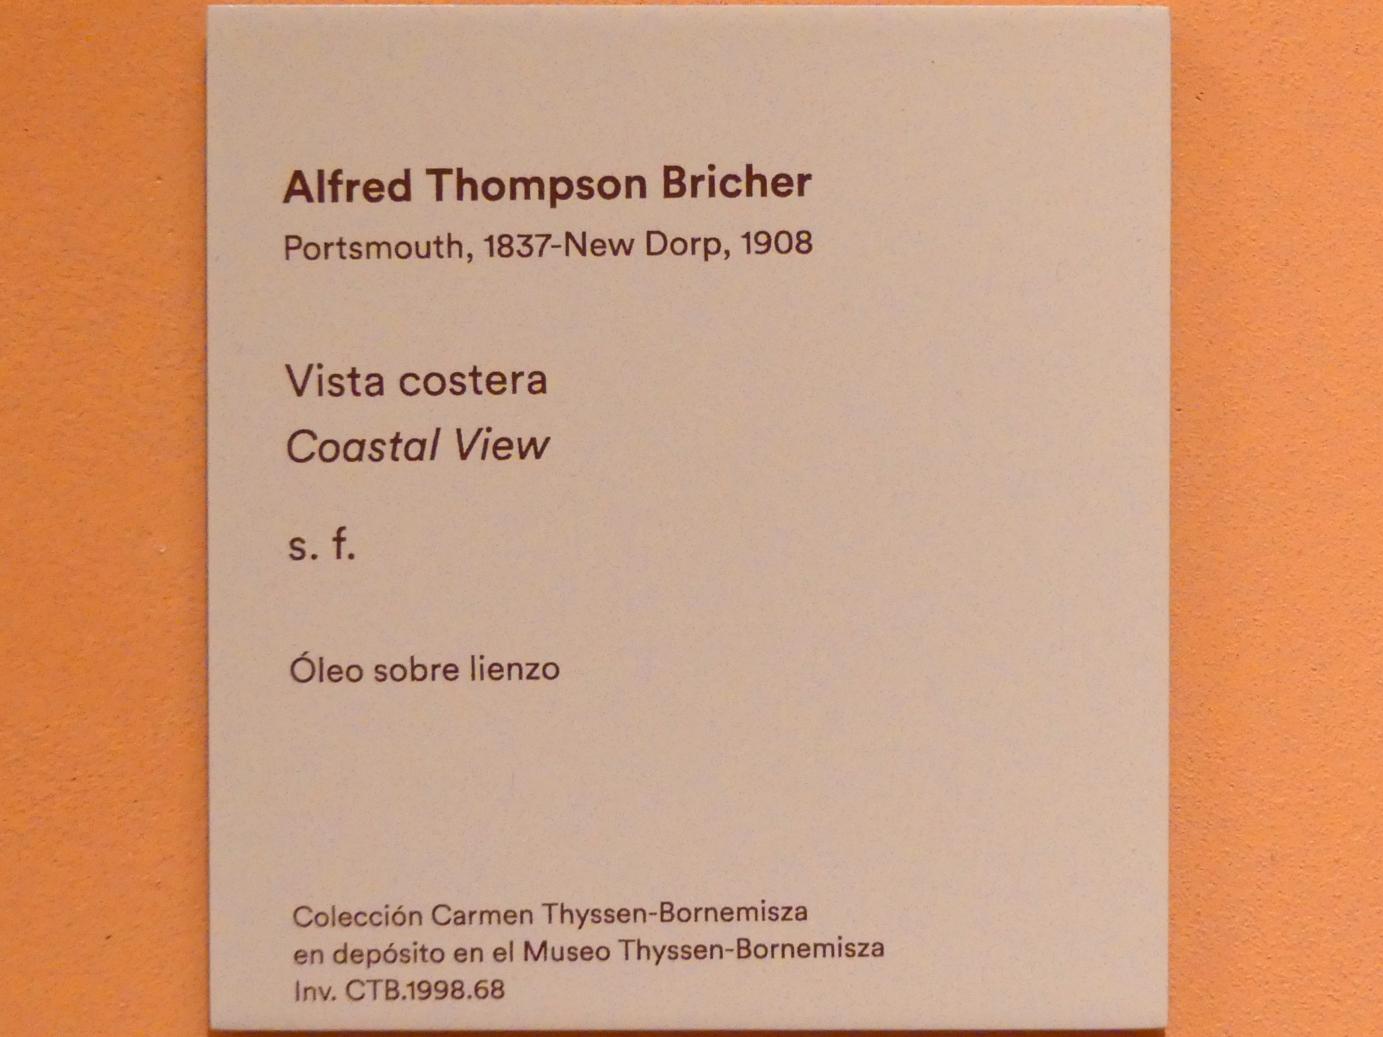 Alfred Thompson Bricher
Portsmouth, 1837-New Dorp, 1908
Vista costera
Coastal View
s. f.
Óleo sobre lienzo
Colección Carmen Thyssen-Bornemisza
en depósito en el Museo Thyssen-Bornemisza
Inv. CTB.1998.68